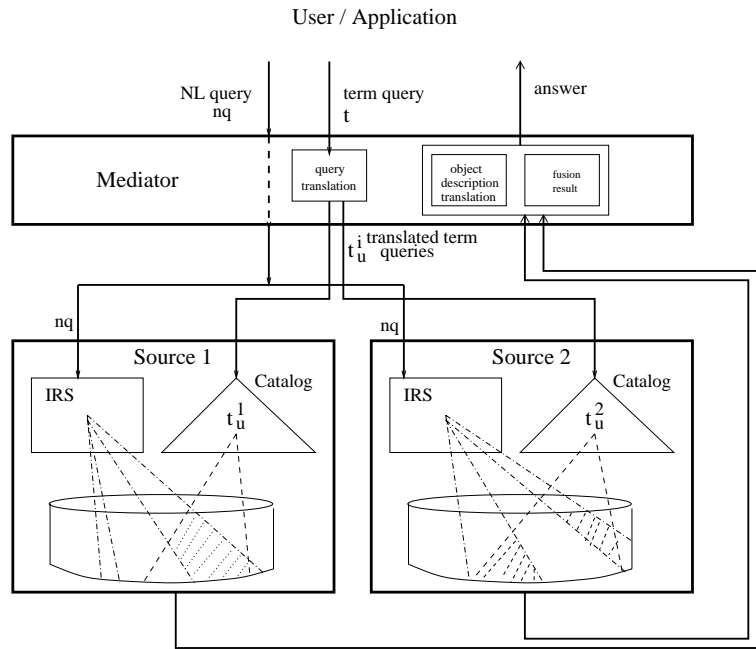 User / Application
NL query
nq
term query
t
answer
Mediator
query
translation
object
description
translation
fusion
result
t_u^i translated term
queries
nq
nq
Source 1
Source 2
IRS
Catalog
t_u^1
IRS
Catalog
t_u^2